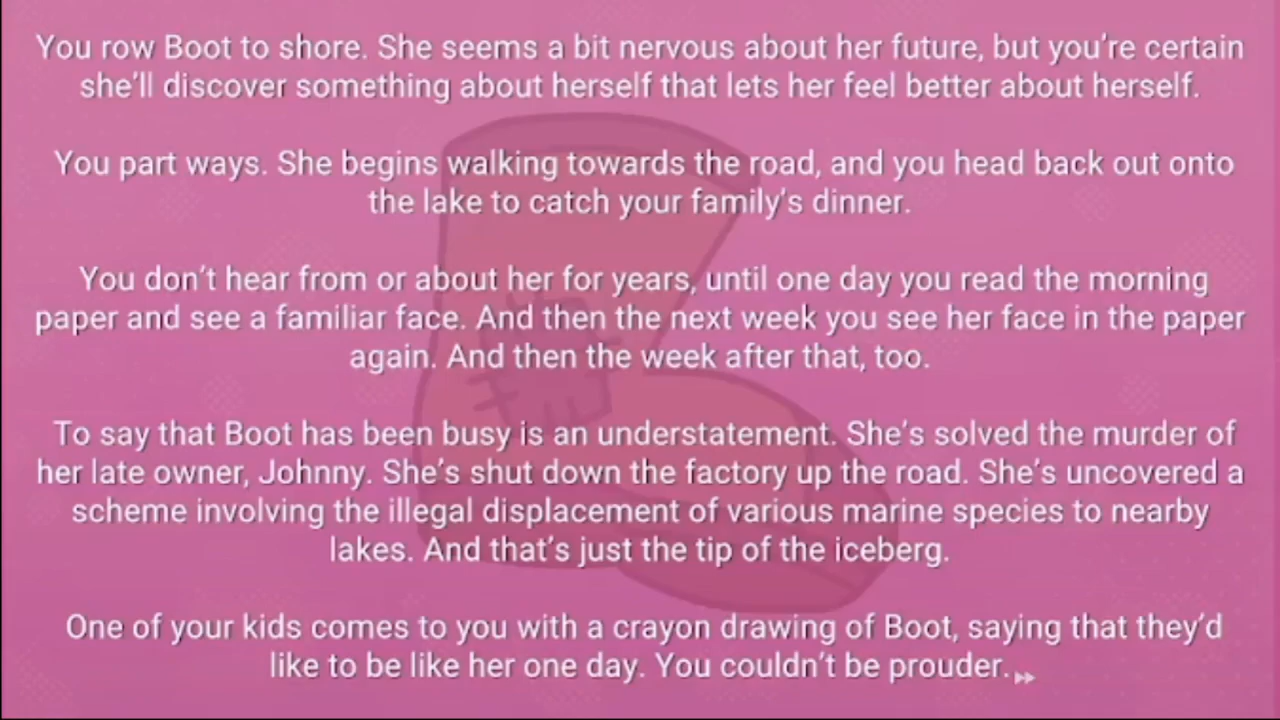 You row Boot to shore. She seems a bit nervous about her future, but you're certain
she'll discover something about herself that lets her feel better about herself.
You part ways. She begins walking towards the road, and you head back out onto
the lake to catch your family's dinner.
You don't hear from or about her for years, until one day you read the morning
paper and see a familiar face. And then the next week you see her face in the paper
again. And then the week after that, too.
To say that Boot has been busy is an understatement. She's solved the murder of
her late owner, Johnny. She's shut down the factory up the road. She's uncovered a
scheme involving the illegal displacement of various marine species to nearby
lakes. And that's just the tip of the iceberg.
One of your kids comes to you with a crayon drawing of Boot, saying that they'd
like to be like her one day. You couldn't be prouder.